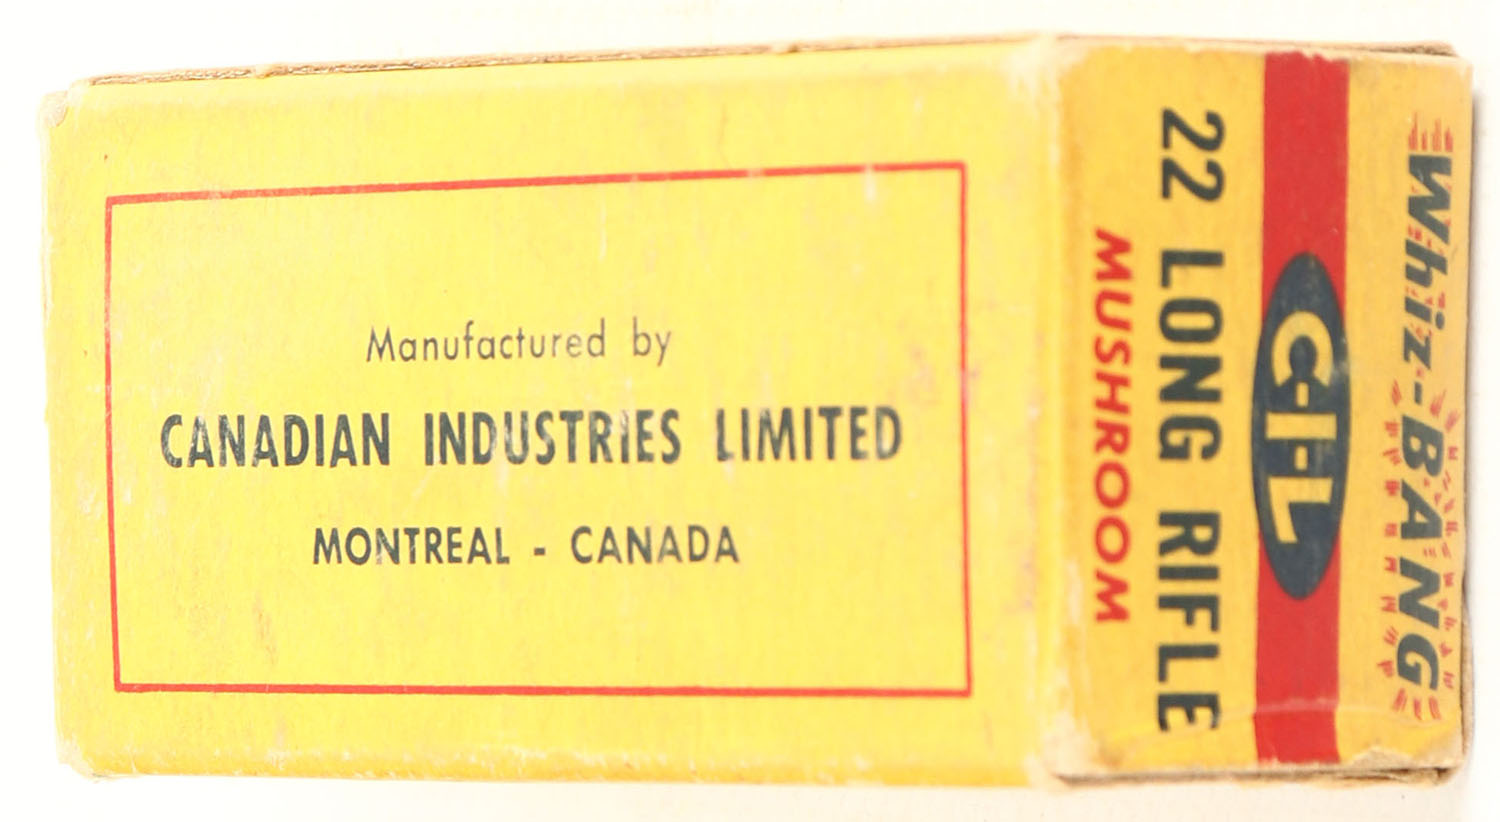 Manufactured by
CANADIAN INDUSTRIES LIMITED
MONTREAL - CANADA
Whiz-BANG
C-I-L
22 LONG RIFLE
MUSHROOM